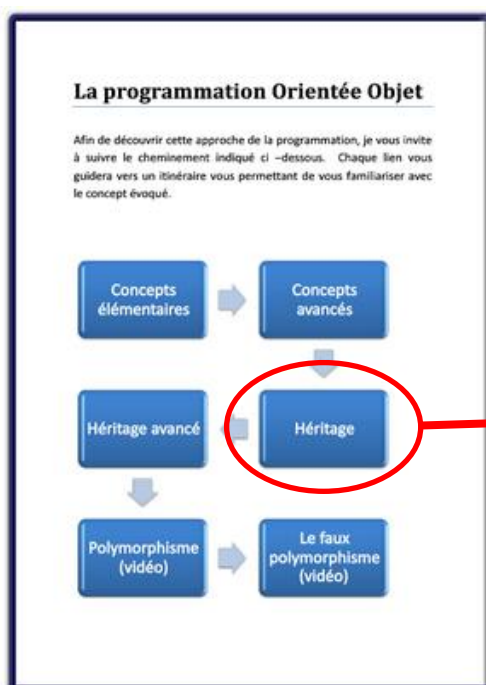 La programmation Orientée Objet
Afin de découvrir cette approche de la programmation, je vous invite
à suivre le cheminement indiqué ci –dessous. Chaque lien vous
guidera vers un itinéraire vous permettant de vous familiariser avec
le concept évoqué.
Concepts
élémentaires
Concepts
avancés
Héritage avancé
Héritage
Polymorphisme
(vidéo)
Le faux
polymorphisme
(vidéo)